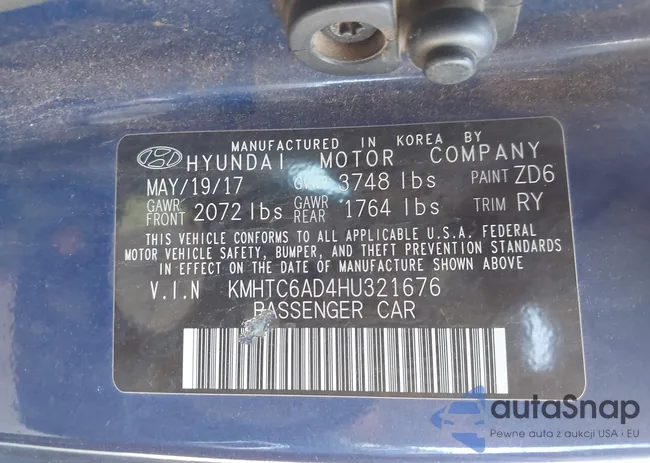 MANUFACTURED IN KOREA BY
HYUNDAI MOTOR COMPANY
MAY/19/17 3748 lbs PAINT ZD6
GAWR FRONT 2072 lbs GAWR REAR 1764 lbs TRIM RY
THIS VEHICLE CONFORMS TO ALL APPLICABLE U.S.A. FEDERAL
MOTOR VEHICLE SAFETY, BUMPER, AND THEFT PREVENTION STANDARDS
IN EFFECT ON THE DATE OF MANUFACTURE SHOWN ABOVE
V.I.N KMHTC6AD4HU321676
PASSENGER CAR
autaSnap
Pewne auta z aukcji USA i EU